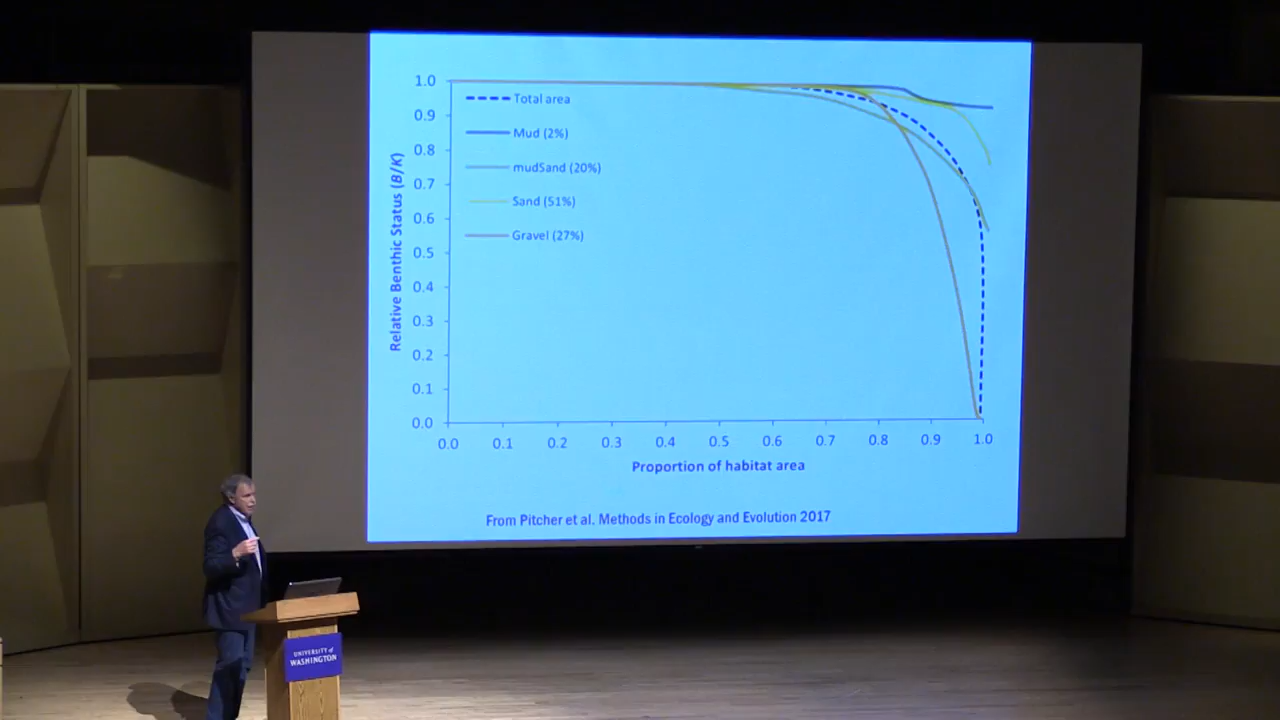 1.0
0.9
0.8
0.7
0.6
0.5
0.4
0.3
0.2
0.1
0.0
Relative Benthic Status (B/K)
Total area
Mud (2%)
mudSand (20%)
Sand (51%)
Gravel (27%)
0.0 0.1 0.2 0.3 0.4 0.5 0.6 0.7 0.8 0.9 1.0
Proportion of habitat area
From Pitcher et al. Methods in Ecology and Evolution 2017
UNIVERSITY of
WASHINGTON